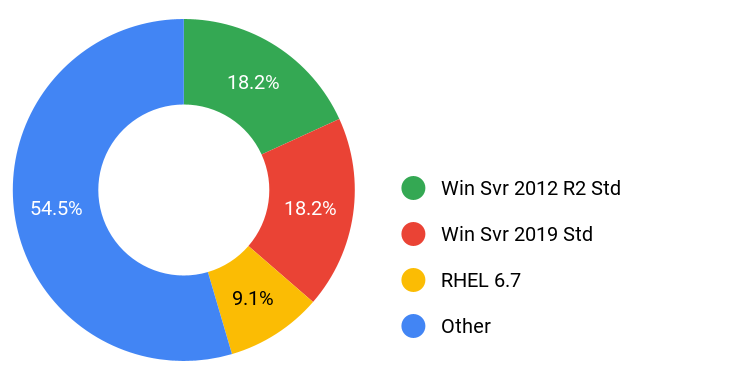 18.2%
18.2%
9.1%
54.5%
Win Svr 2012 R2 Std
Win Svr 2019 Std
RHEL 6.7
Other